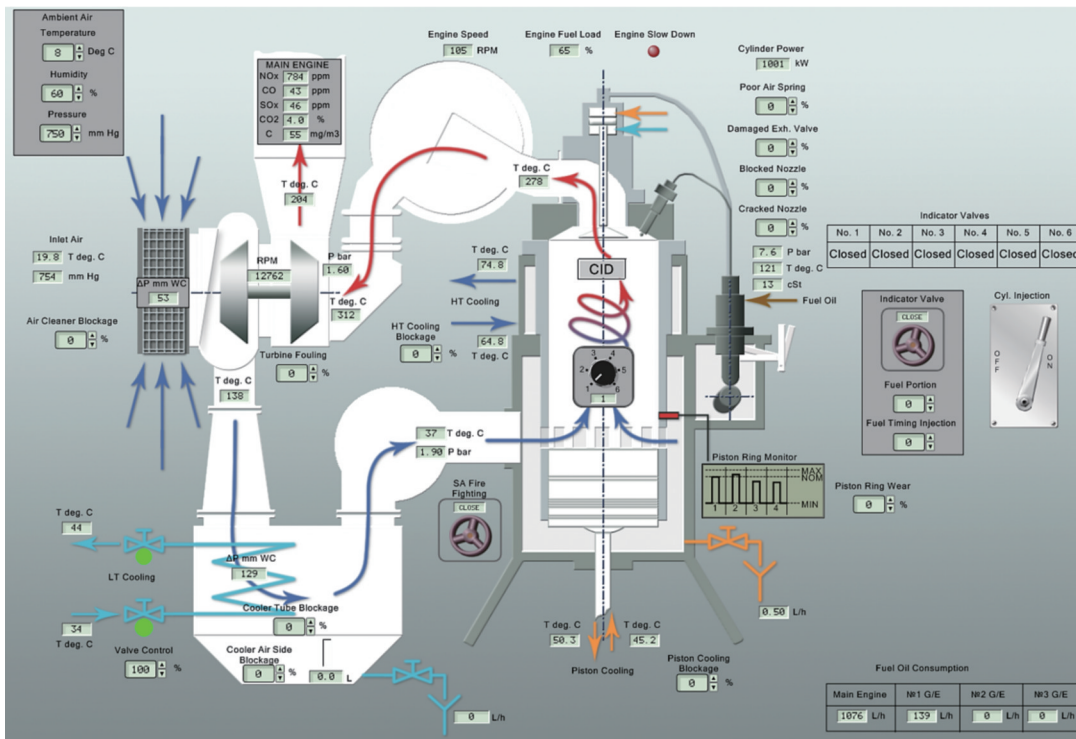 Ambient Air
Temperature
8 Deg C
Humidity
60 %
Pressure
750 mm Hg
MAIN ENGINE
NOx 784 ppm
CO 43 ppm
SOx 46 ppm
CO2 4.0 %
C 55 mg/m3
T deg. C
204
Engine Speed
105 RPM
Engine Fuel Load
65 %
Engine Slow Down
Cylinder Power
1001 kW
Poor Air Spring
0 %
Damaged Exh. Valve
0 %
Blocked Nozzle
0 %
Cracked Nozzle
0 %
7.6 P bar
121 T deg. C
13 cSt
Fuel Oil
Indicator Valves
No. 1 No. 2 No. 3 No. 4 No. 5 No. 6
Closed Closed Closed Closed Closed Closed
Indicator Valve
CLOSE
Fuel Portion
0
Fuel Timing Injection
0
Cyl. Injection
OFF
ON
T deg. C
278
Inlet Air
19.8 T deg. C
754 mm Hg
ΔP mm WC
53
Air Cleaner Blockage
0 %
RPM
12762
P bar
1.60
T deg. C
312
Turbine Fouling
0 %
T deg. C
74.8
HT Cooling
64.8
T deg. C
HT Cooling
Blockage
0 %
CID
1 2 3 4 5 6
1
T deg. C
138
37 T deg. C
1.90 P bar
SA Fire
Fighting
CLOSE
Piston Ring Monitor
MAX
NOM
MIN
1 2 3 4
Piston Ring Wear
0 %
T deg. C
44
LT Cooling
34
T deg. C
Valve Control
100 %
ΔP mm WC
129
Cooler Tube Blockage
0 %
Cooler Air Side
Blockage
0 %
0.0 L
0 L/h
T deg. C
50.3
T deg. C
45.2
Piston Cooling
Piston Cooling
Blockage
0 %
0.50 L/h
Fuel Oil Consumption
Main Engine №1 G/E №2 G/E №3 G/E
1076 L/h 139 L/h 0 L/h 0 L/h